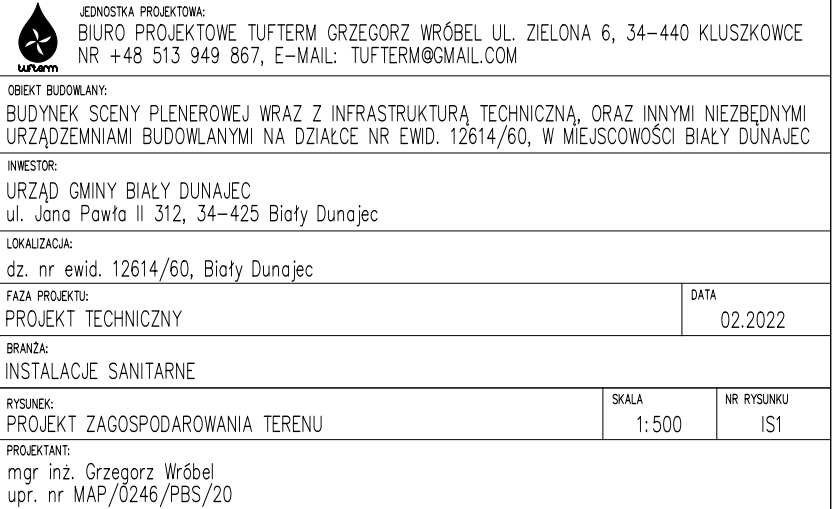 JEDNOSTKA PROJEKTOWA:
BIURO PROJEKTOWE TUFTERM GRZEGORZ WRÓBEL UL. ZIELONA 6, 34-440 KLUSZKOWCE
NR +48 513 949 867, E-MAIL: TUFTERM@GMAIL.COM
tufterm
OBIEKT BUDOWLANY:
BUDYNEK SCENY PLENEROWEJ WRAZ Z INFRASTRUKTURĄ TECHNICZNĄ, ORAZ INNYMI NIEZBĘDNYMI
URZĄDZEMNIAMI BUDOWLANYMI NA DZIAŁCE NR EWID. 12614/60, W MIEJSCOWOŚCI BIAŁY DUNAJEC
INWESTOR:
URZĄD GMINY BIAŁY DUNAJEC
ul. Jana Pawła II 312, 34-425 Biały Dunajec
LOKALIZACJA:
dz. nr ewid. 12614/60, Biały Dunajec
FAZA PROJEKTU:
PROJEKT TECHNICZNY
DATA
02.2022
BRANŻA:
INSTALACJE SANITARNE
RYSUNEK:
PROJEKT ZAGOSPODAROWANIA TERENU
SKALA
1:500
NR RYSUNKU
IS1
PROJEKTANT:
mgr inż. Grzegorz Wróbel
upr. nr MAP/0246/PBS/20